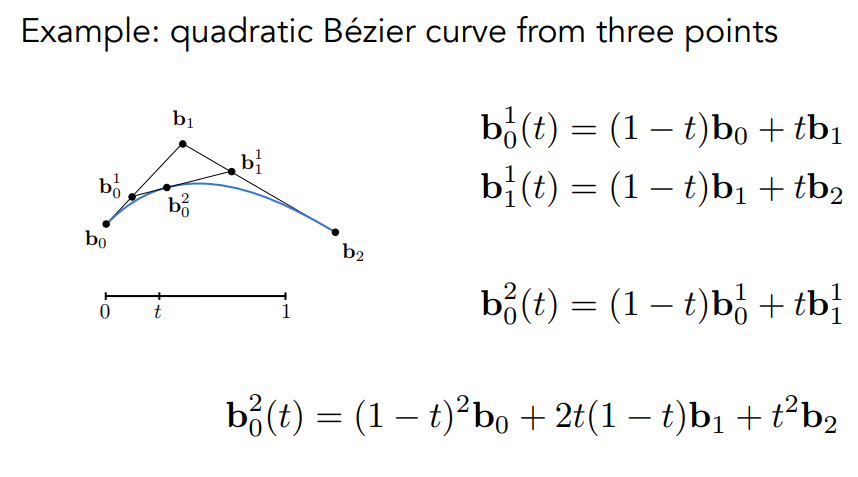 Example: quadratic Bézier curve from three points
b₁
b₀¹
b₁¹
b₀²
b₀
b₂
0 t 1
b₀¹(t) = (1 − t)b₀ + tb₁
b₁¹(t) = (1 − t)b₁ + tb₂
b₀²(t) = (1 − t)b₀¹ + tb₁¹
b₀²(t) = (1 − t)²b₀ + 2t(1 − t)b₁ + t²b₂